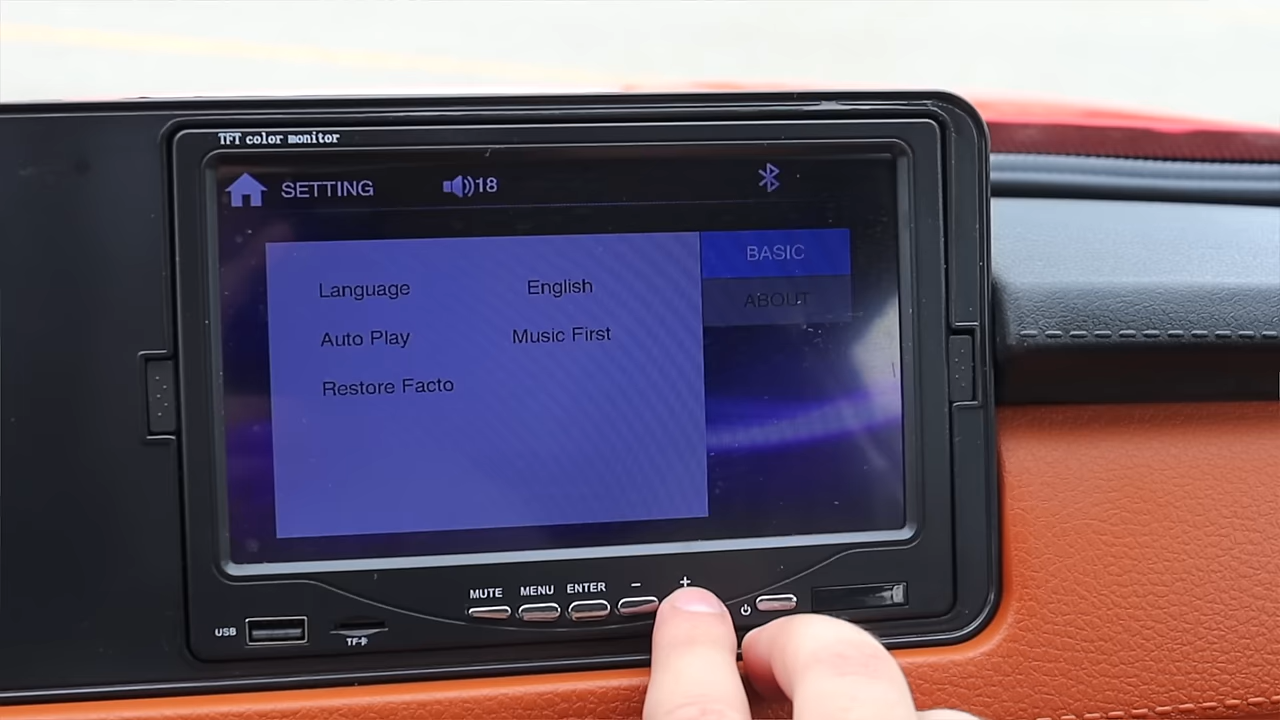 TFT color monitor
SETTING 18
BASIC
ABOUT
Language English
Auto Play Music First
Restore Facto
MUTE MENU ENTER - +
USB
TF卡